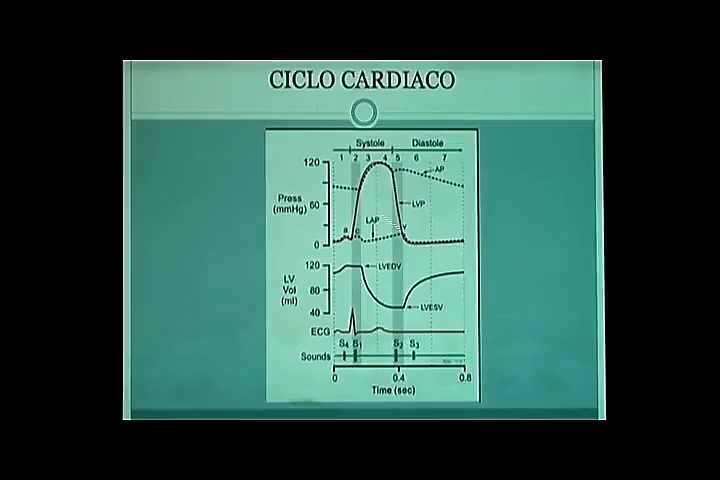 CICLO CARDIACO
Systole Diastole
1 2 3 4 5 6 7
120
AP
Press
(mmHg)
60
LVP
LAP
a c v
0
120
LVEDV
LV
Vol
(ml)
80
40
LVESV
ECG
S4 S1 S2 S3
Sounds
0 0.4 0.8
Time (sec)